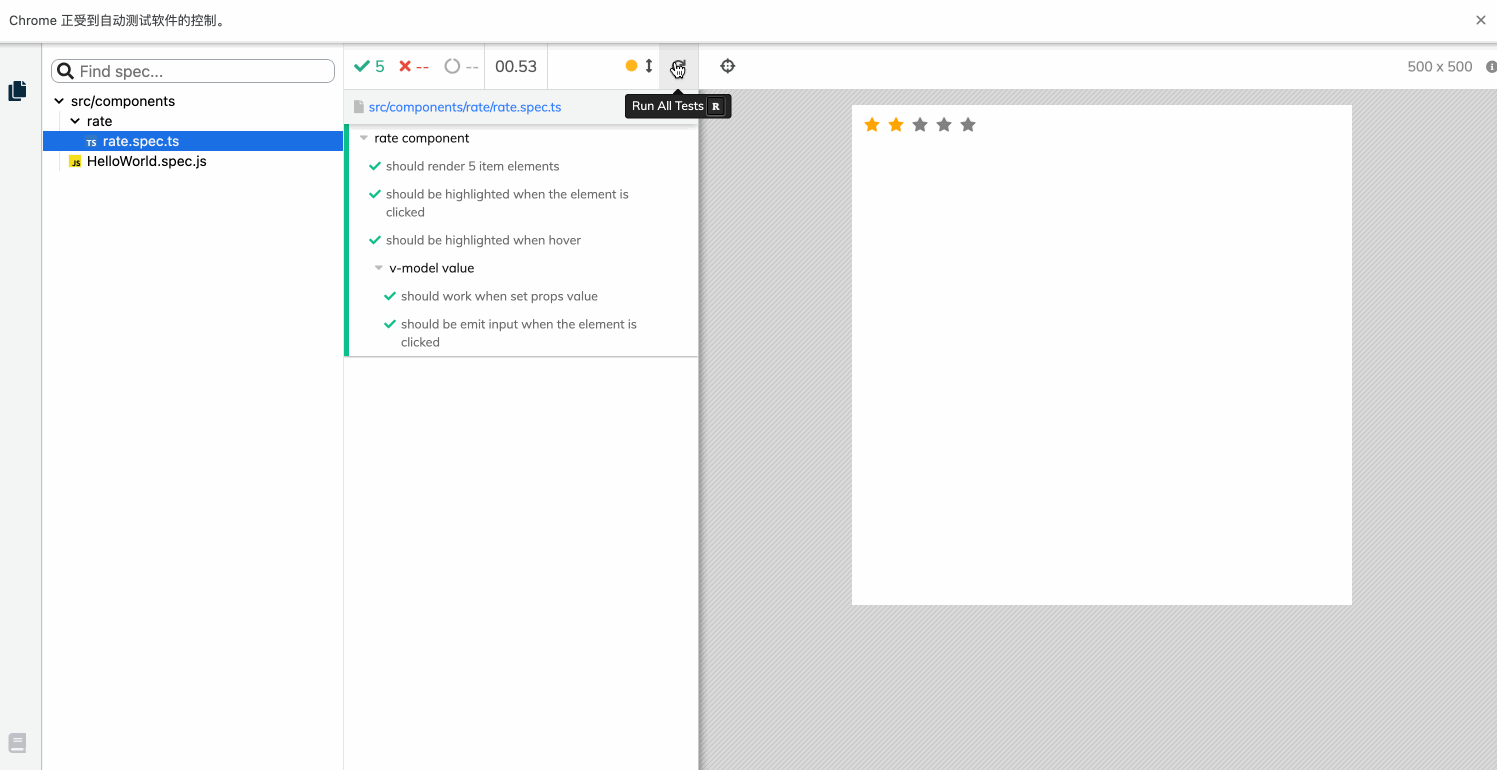 Chrome 正受到自动测试软件的控制。
Find spec...
src/components
rate
TS rate.spec.ts
JS HelloWorld.spec.js
5 -- -- 00.53
Run All Tests R
src/components/rate/rate.spec.ts
rate component
should render 5 item elements
should be highlighted when the element is
clicked
should be highlighted when hover
v-model value
should work when set props value
should be emit input when the element is
clicked
500 x 500